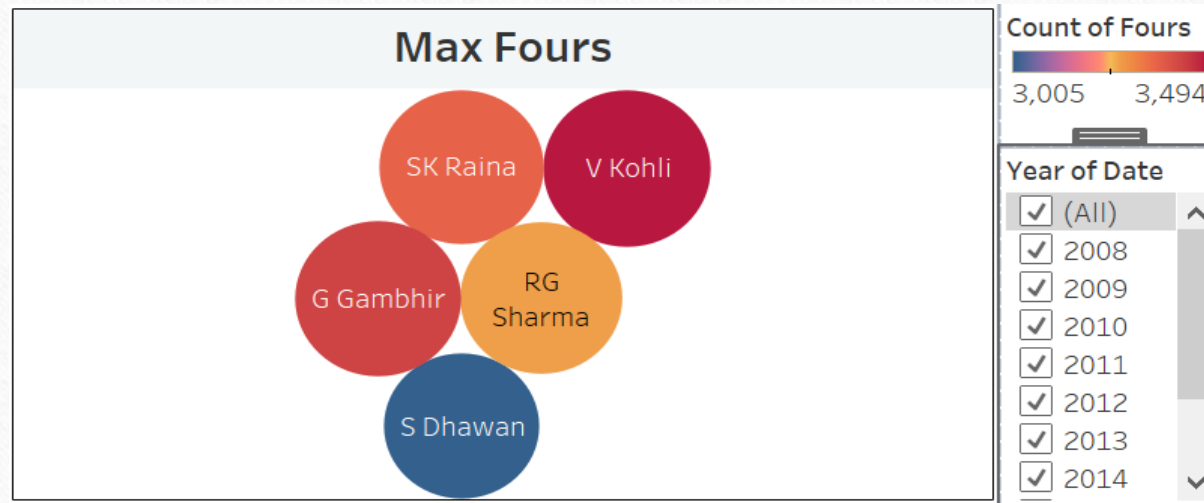 Max Fours
SK Raina
V Kohli
G Gambhir
RG
Sharma
S Dhawan
Count of Fours
3,005 3,494
Year of Date
(All)
2008
2009
2010
2011
2012
2013
2014